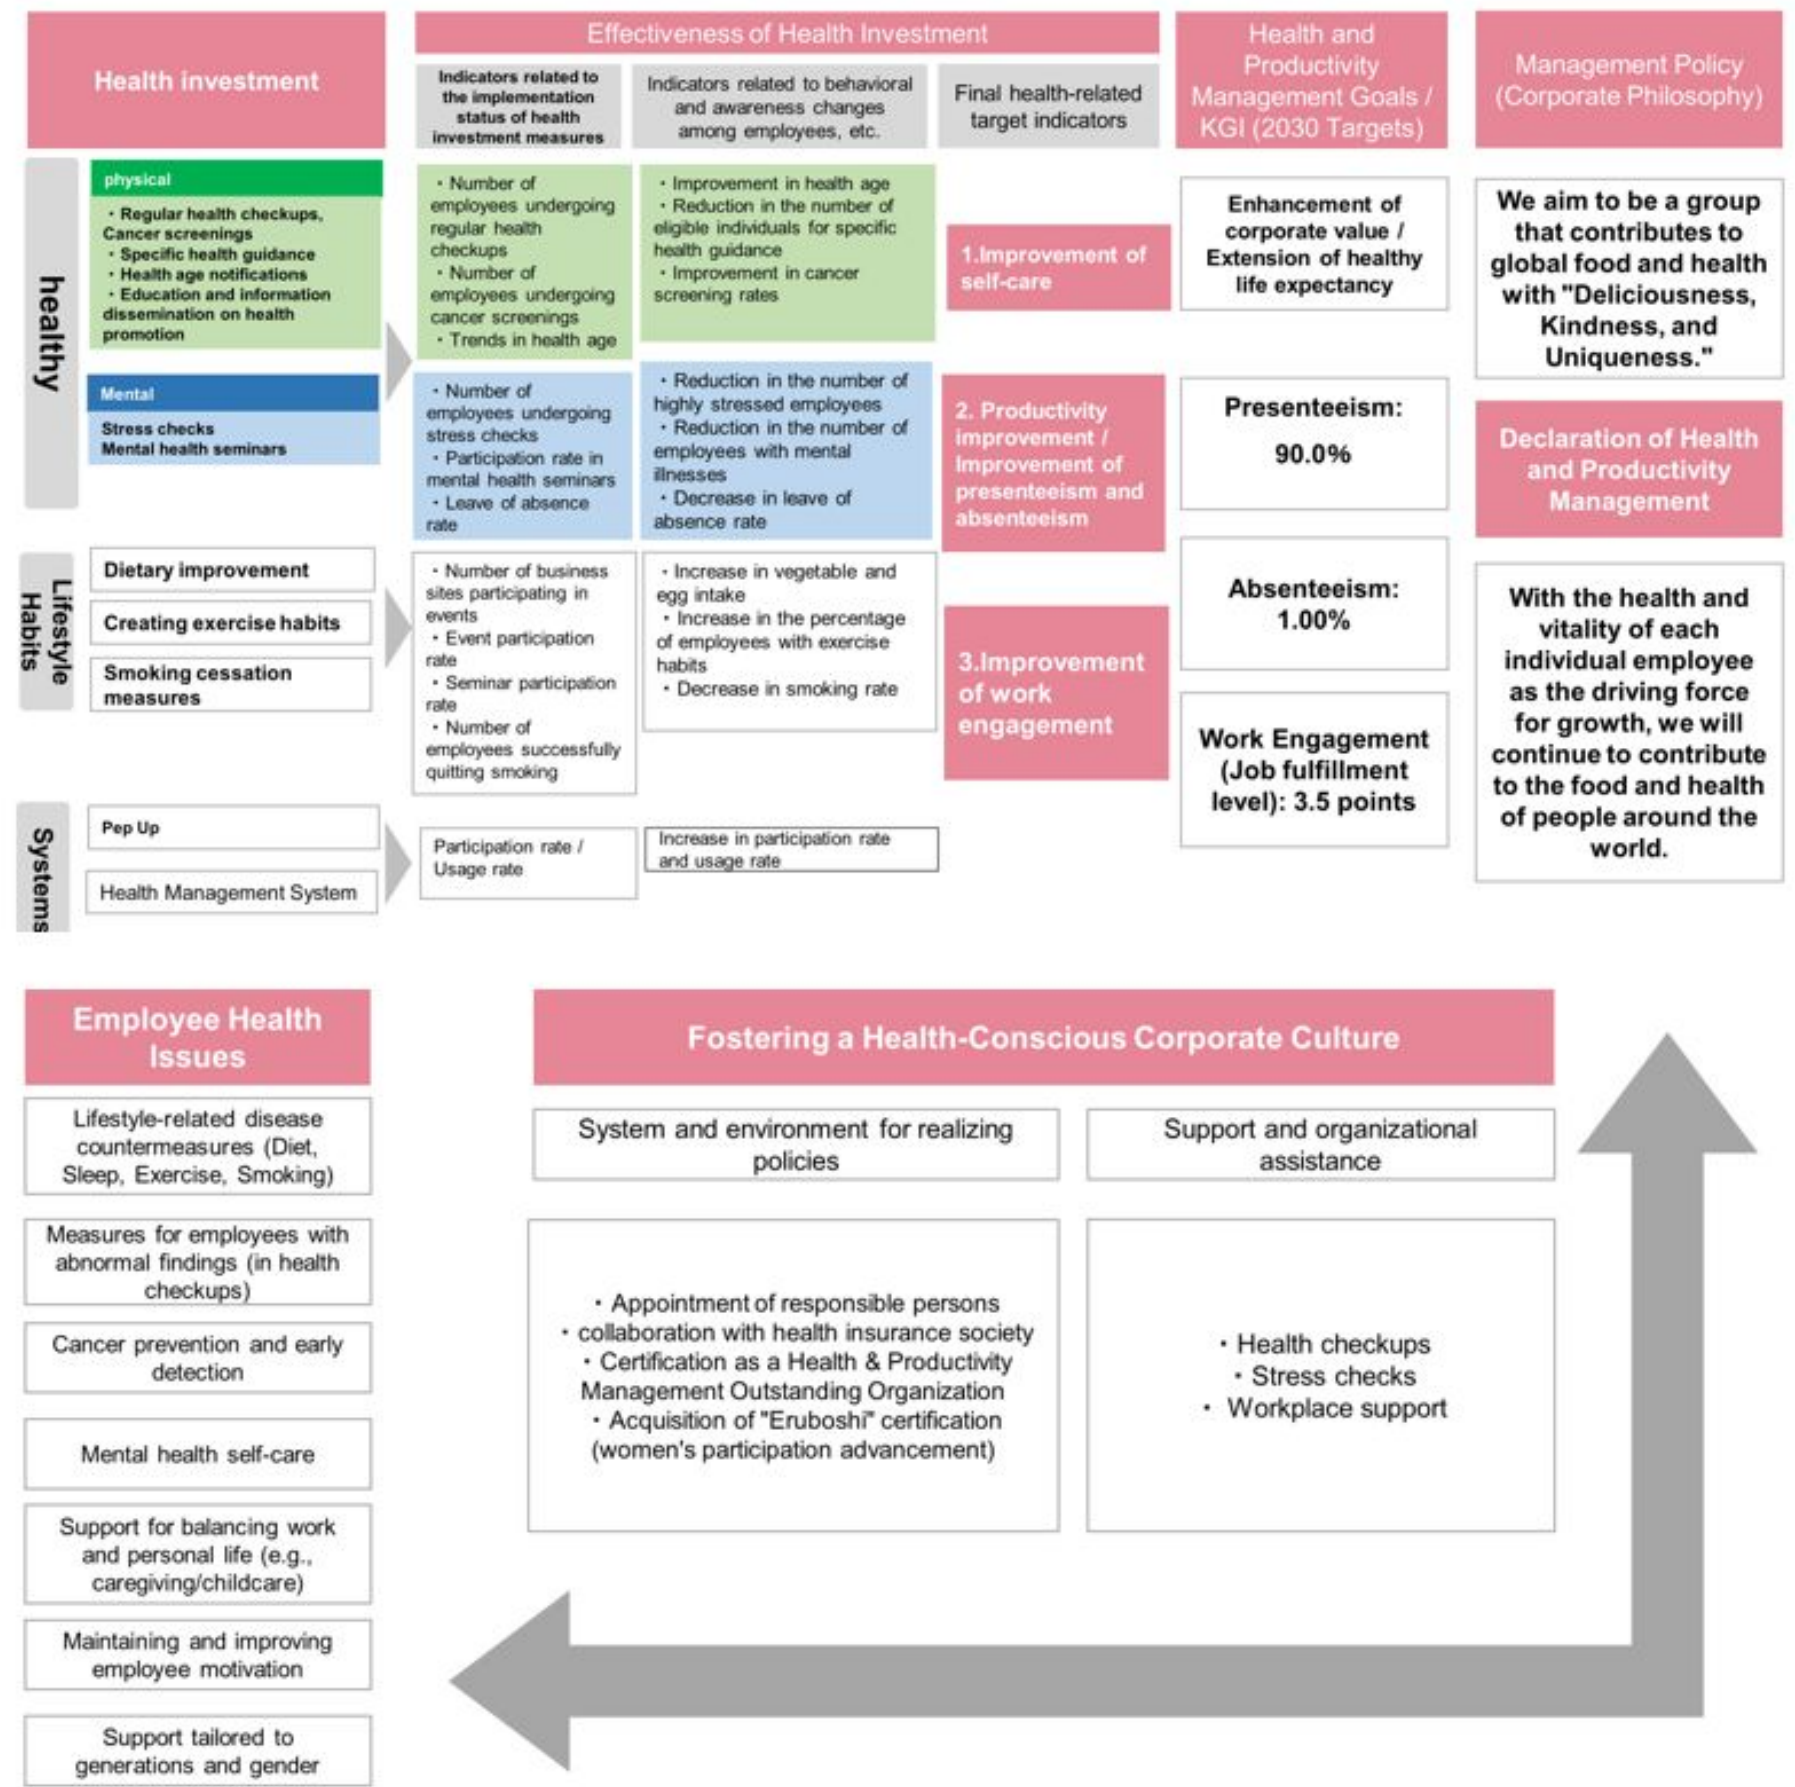 Health investment
Effectiveness of Health Investment
Indicators related to
the implementation
status of health
investment measures
Indicators related to behavioral
and awareness changes
among employees, etc.
Final health-related
target indicators
Health and
Productivity
Management Goals /
KGI (2030 Targets)
Management Policy
(Corporate Philosophy)
healthy
physical
・Regular health checkups,
Cancer screenings
・Specific health guidance
・Health age notifications
・Education and information
dissemination on health
promotion
Mental
Stress checks
Mental health seminars
・Number of
employees undergoing
regular health
checkups
・Number of
employees undergoing
cancer screenings
・Trends in health age
・Improvement in health age
・Reduction in the number of
eligible individuals for specific
health guidance
・Improvement in cancer
screening rates
・Number of
employees undergoing
stress checks
・Participation rate in
mental health seminars
・Leave of absence
rate
・Reduction in the number of
highly stressed employees
・Reduction in the number of
employees with mental
illnesses
・Decrease in leave of
absence rate
Lifestyle
Habits
Dietary improvement
Creating exercise habits
Smoking cessation
measures
・Number of business
sites participating in
events
・Event participation
rate
・Seminar participation
rate
・Number of
employees successfully
quitting smoking
・Increase in vegetable and
egg intake
・Increase in the percentage
of employees with exercise
habits
・Decrease in smoking rate
Systems
Pep Up
Health Management System
Participation rate /
Usage rate
Increase in participation rate
and usage rate
1.Improvement of
self-care
2. Productivity
improvement /
Improvement of
presenteeism and
absenteeism
3.Improvement
of work
engagement
Enhancement of
corporate value /
Extension of healthy
life expectancy
Presenteeism:
90.0%
Absenteeism:
1.00%
Work Engagement
(Job fulfillment
level): 3.5 points
We aim to be a group
that contributes to
global food and health
with "Deliciousness,
Kindness, and
Uniqueness."
Declaration of Health
and Productivity
Management
With the health and
vitality of each
individual employee
as the driving force
for growth, we will
continue to contribute
to the food and health
of people around the
world.
Employee Health
Issues
Lifestyle-related disease
countermeasures (Diet,
Sleep, Exercise, Smoking)
Measures for employees with
abnormal findings (in health
checkups)
Cancer prevention and early
detection
Mental health self-care
Support for balancing work
and personal life (e.g.,
caregiving/childcare)
Maintaining and improving
employee motivation
Support tailored to
generations and gender
Fostering a Health-Conscious Corporate Culture
System and environment for realizing
policies
Support and organizational
assistance
・Appointment of responsible persons
・collaboration with health insurance society
・Certification as a Health & Productivity
Management Outstanding Organization
・Acquisition of "Eruboshi" certification
(women's participation advancement)
・Health checkups
・Stress checks
・Workplace support